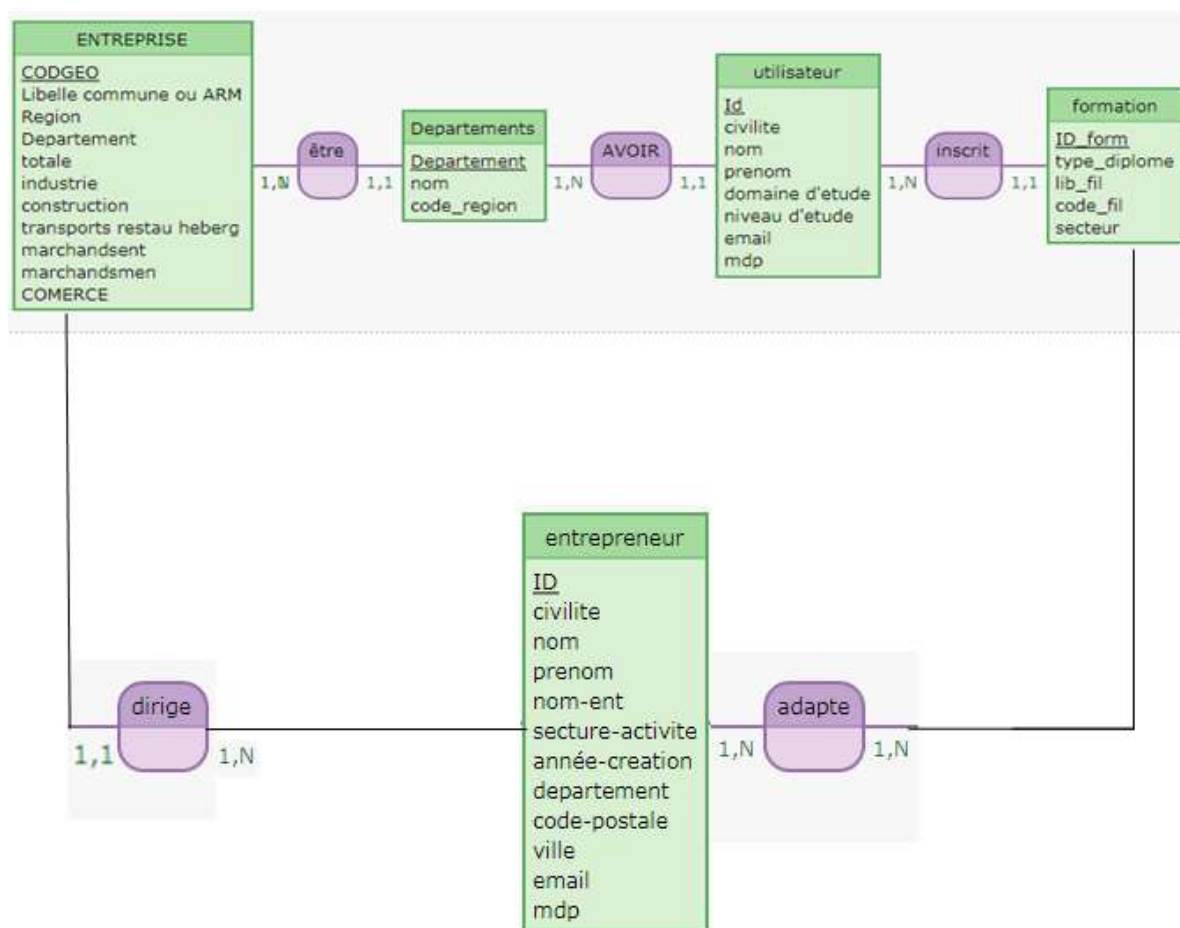 ENTREPRISE
CODGEO
Libelle commune ou ARM
Region
Departement
totale
industrie
construction
transports restau heberg
marchandsent
marchandsmen
COMERCE
être
1,1
Departements
Departement
nom
code_region
1,N
AVOIR
1,1
utilisateur
Id
civilite
nom
prenom
domaine d'etude
niveau d'etude
email
mdp
1,N
inscrit
1,1
formation
ID_form
type_diplome
lib_fil
code_fil
secteur
dirige
1,1
1,N
entrepreneur
ID
civilite
nom
prenom
nom-ent
secture-activite
année-creation
departement
code-postale
ville
email
mdp
adapte
1,N
1,N